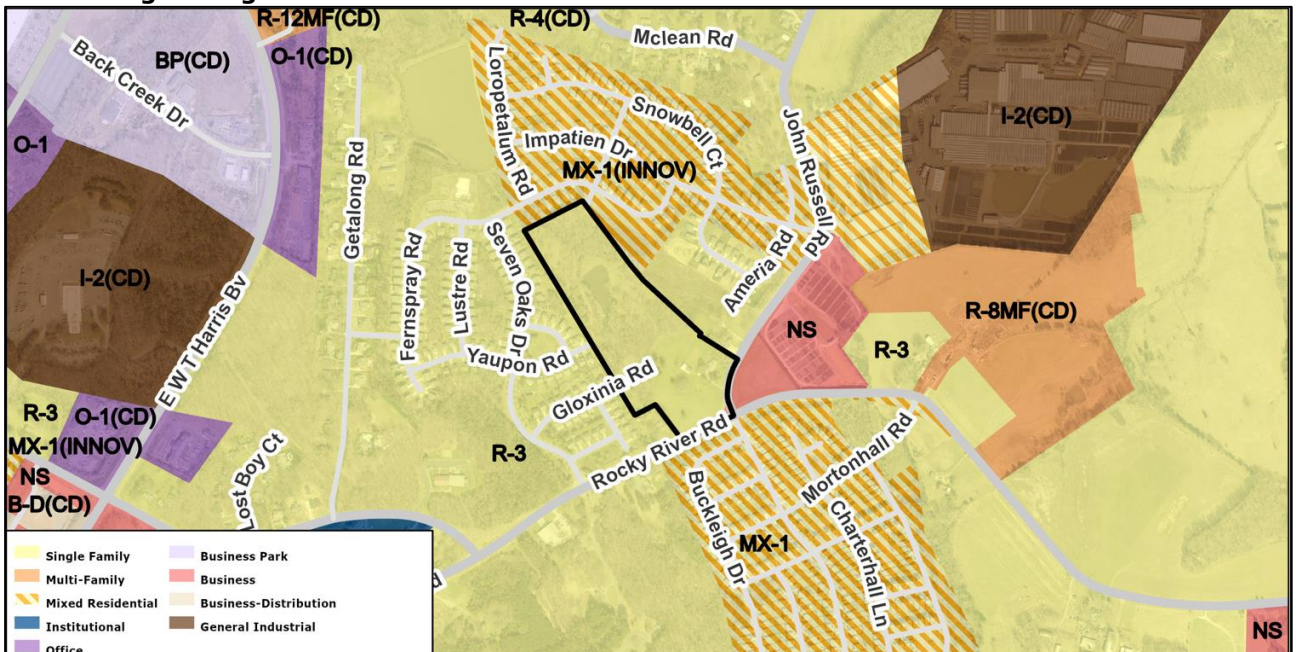 R-12MF(CD)
R-4(CD)
Mclean Rd
BP(CD)
O-1(CD)
Back Creek Dr
Loropetalum Rd
Snowbell Ct
I-2(CD)
O-1
Impatien Dr
John Russell Rd
Getalong Rd
MX-1(INNOV)
Fernspray Rd
Lustre Rd
Seven Oaks Dr
Ameria Rd
I-2(CD)
E W T Harris Bv
R-8MF(CD)
NS
R-3
Yaupon Rd
Gloxinia Rd
R-3
O-1(CD)
MX-1(INNOV)
R-3
Rocky River Rd
Mortonhall Rd
NS
B-D(CD)
Lost Boy Ct
Buckleigh Dr
MX-1
Charterhall Ln
d
NS
Single Family
Business Park
Multi-Family
Business
Mixed Residential
Business-Distribution
Institutional
General Industrial
Office